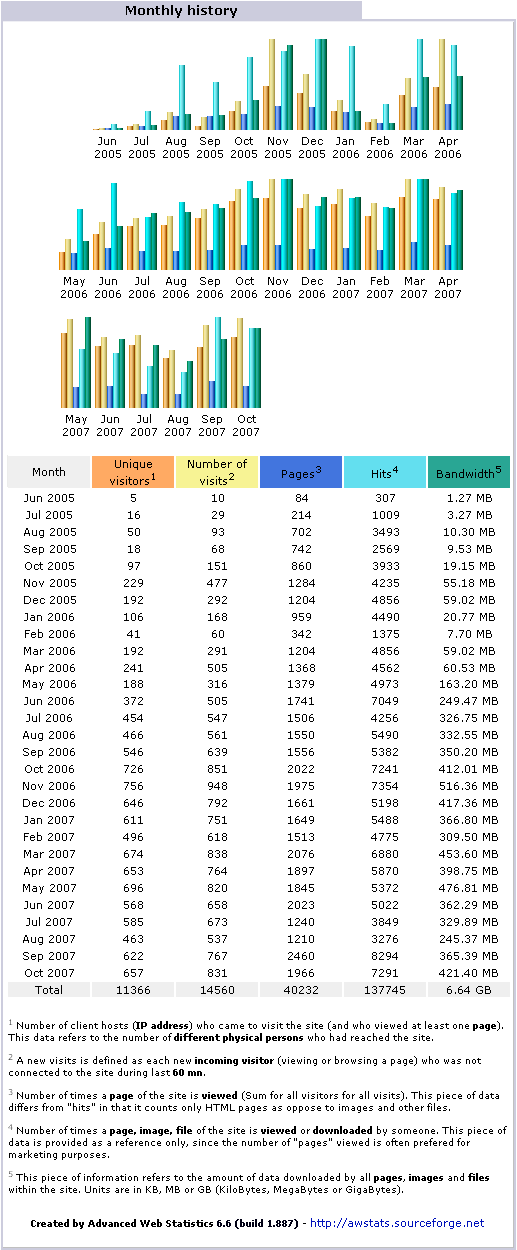 Monthly history
Jun Jul Aug Sep Oct Nov Dec Jan Feb Mar Apr
2005 2005 2005 2005 2005 2005 2005 2006 2006 2006 2006
May Jun Jul Aug Sep Oct Nov Dec Jan Feb Mar Apr
2006 2006 2006 2006 2006 2006 2006 2006 2007 2007 2007 2007
May Jun Jul Aug Sep Oct
2007 2007 2007 2007 2007 2007
Month Unique visitors1 Number of visits2 Pages3 Hits4 Bandwidth5
Jun 2005 5 10 84 307 1.27 MB
Jul 2005 16 29 214 1009 3.27 MB
Aug 2005 50 93 702 3493 10.30 MB
Sep 2005 18 68 742 2569 9.53 MB
Oct 2005 97 151 860 3933 19.15 MB
Nov 2005 229 477 1284 4235 55.18 MB
Dec 2005 192 292 1204 4856 59.02 MB
Jan 2006 106 168 959 4490 20.77 MB
Feb 2006 41 60 342 1375 7.70 MB
Mar 2006 192 291 1204 4856 59.02 MB
Apr 2006 241 505 1368 4562 60.53 MB
May 2006 188 316 1379 4973 163.20 MB
Jun 2006 372 505 1741 7049 249.47 MB
Jul 2006 454 547 1506 4256 326.75 MB
Aug 2006 466 561 1550 5490 332.55 MB
Sep 2006 546 639 1556 5382 350.20 MB
Oct 2006 726 851 2022 7241 412.01 MB
Nov 2006 756 948 1975 7354 516.36 MB
Dec 2006 646 792 1661 5198 417.36 MB
Jan 2007 611 751 1649 5488 366.80 MB
Feb 2007 496 618 1513 4775 309.50 MB
Mar 2007 674 838 2076 6880 453.60 MB
Apr 2007 653 764 1897 5870 398.75 MB
May 2007 696 820 1845 5372 476.81 MB
Jun 2007 568 658 2023 5022 362.29 MB
Jul 2007 585 673 1240 3849 329.89 MB
Aug 2007 463 537 1210 3276 245.37 MB
Sep 2007 622 767 2460 8294 365.39 MB
Oct 2007 657 831 1966 7291 421.40 MB
Total 11366 14560 40232 137745 6.64 GB
1 Number of client hosts (IP address) who came to visit the site (and who viewed at least one page).
This data refers to the number of different physical persons who had reached the site.
2 A new visits is defined as each new incoming visitor (viewing or browsing a page) who was not
connected to the site during last 60 mn.
3 Number of times a page of the site is viewed (Sum for all visitors for all visits). This piece of data
differs from "hits" in that it counts only HTML pages as oppose to images and other files.
4 Number of times a page, image, file of the site is viewed or downloaded by someone. This piece of
data is provided as a reference only, since the number of "pages" viewed is often prefered for
marketing purposes.
5 This piece of information refers to the amount of data downloaded by all pages, images and files
within the site. Units are in KB, MB or GB (KiloBytes, MegaBytes or GigaBytes).
Created by Advanced Web Statistics 6.6 (build 1.887) - http://awstats.sourceforge.net